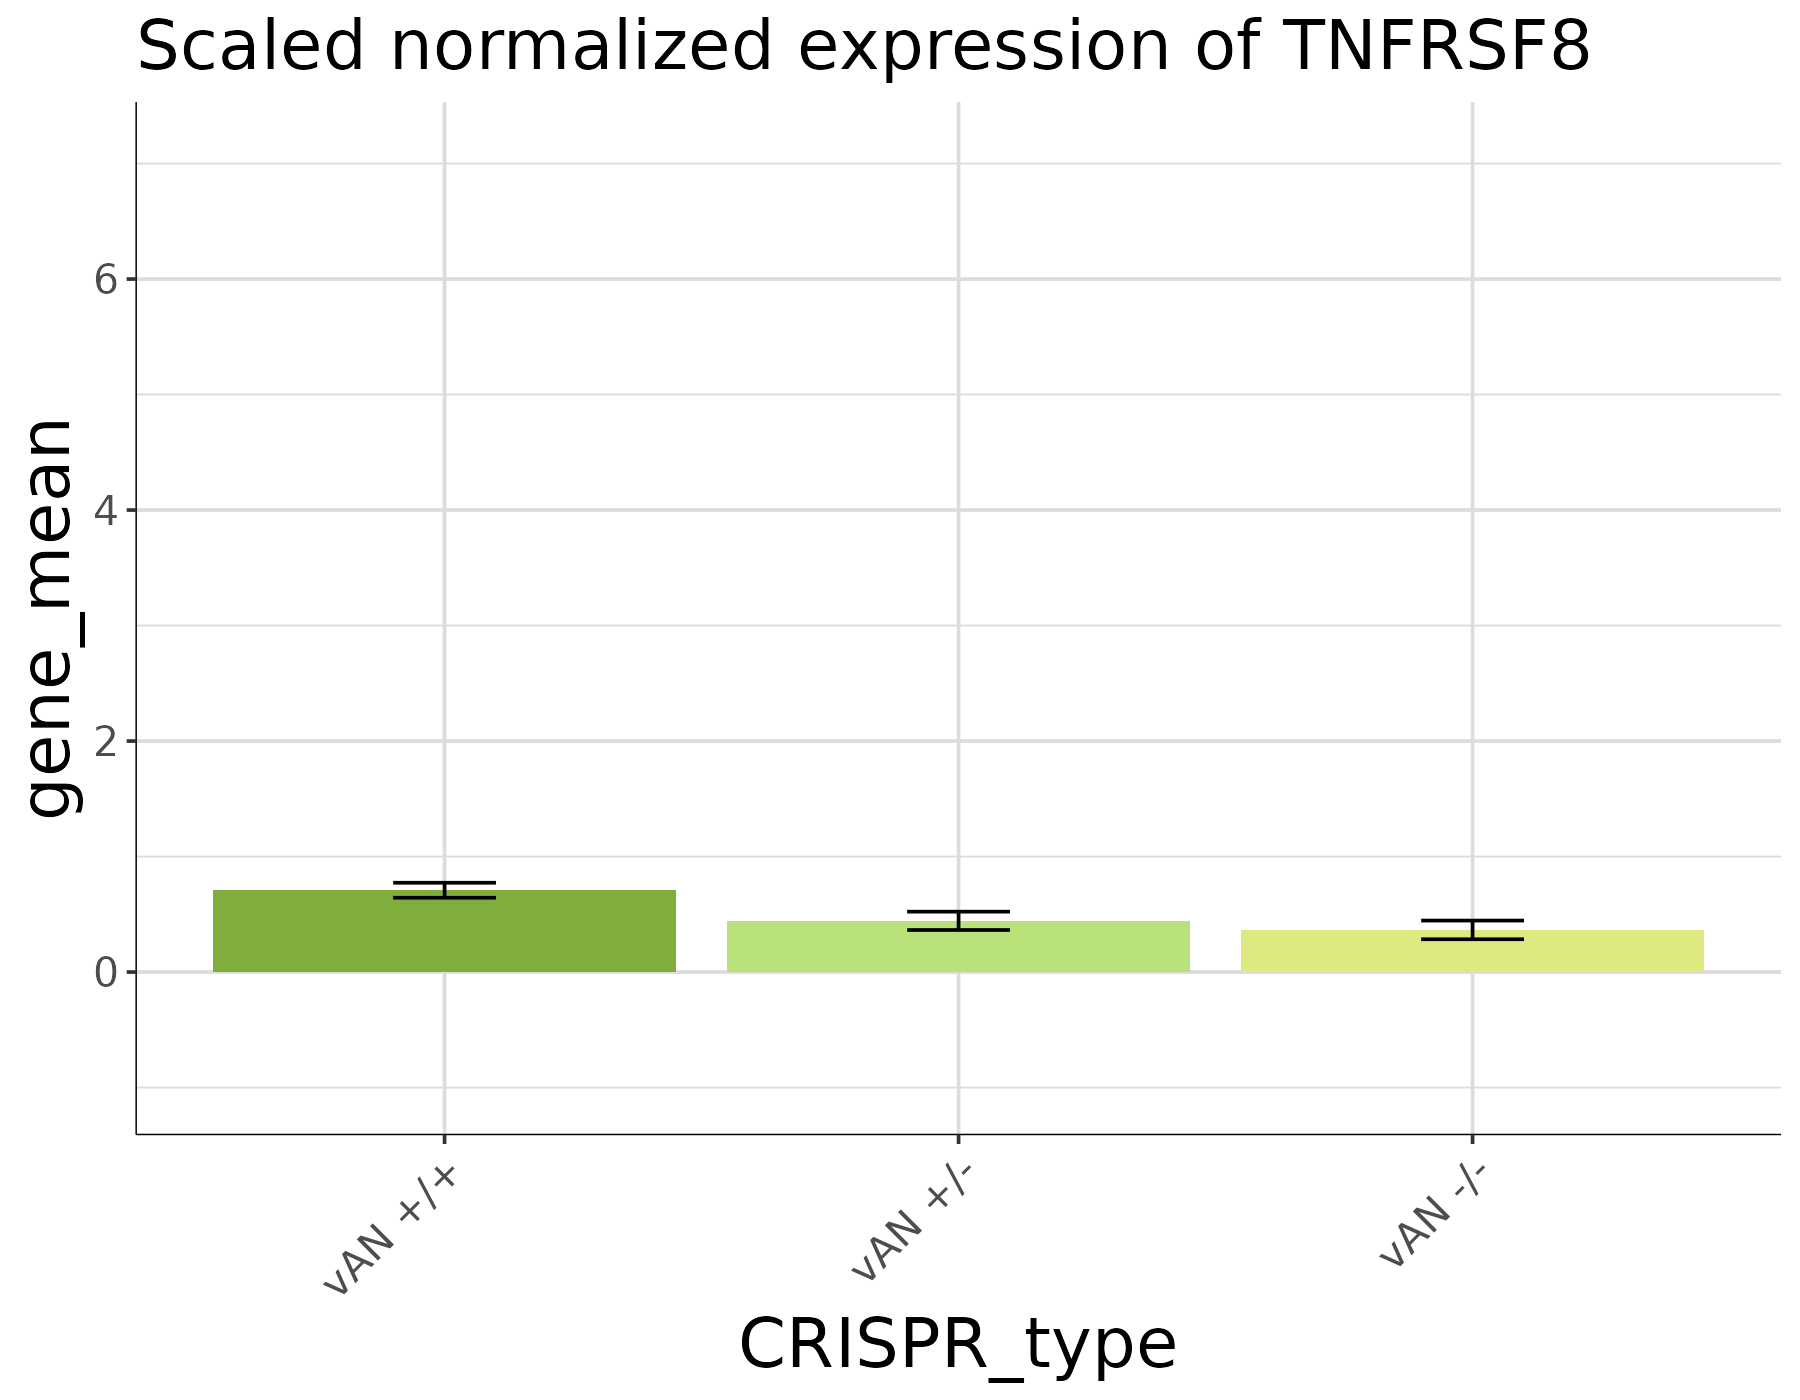 Scaled normalized expression of TNFRSF8
gene_mean
6
4
2
0
vAN +/+
vAN +/-
vAN -/-
CRISPR_type